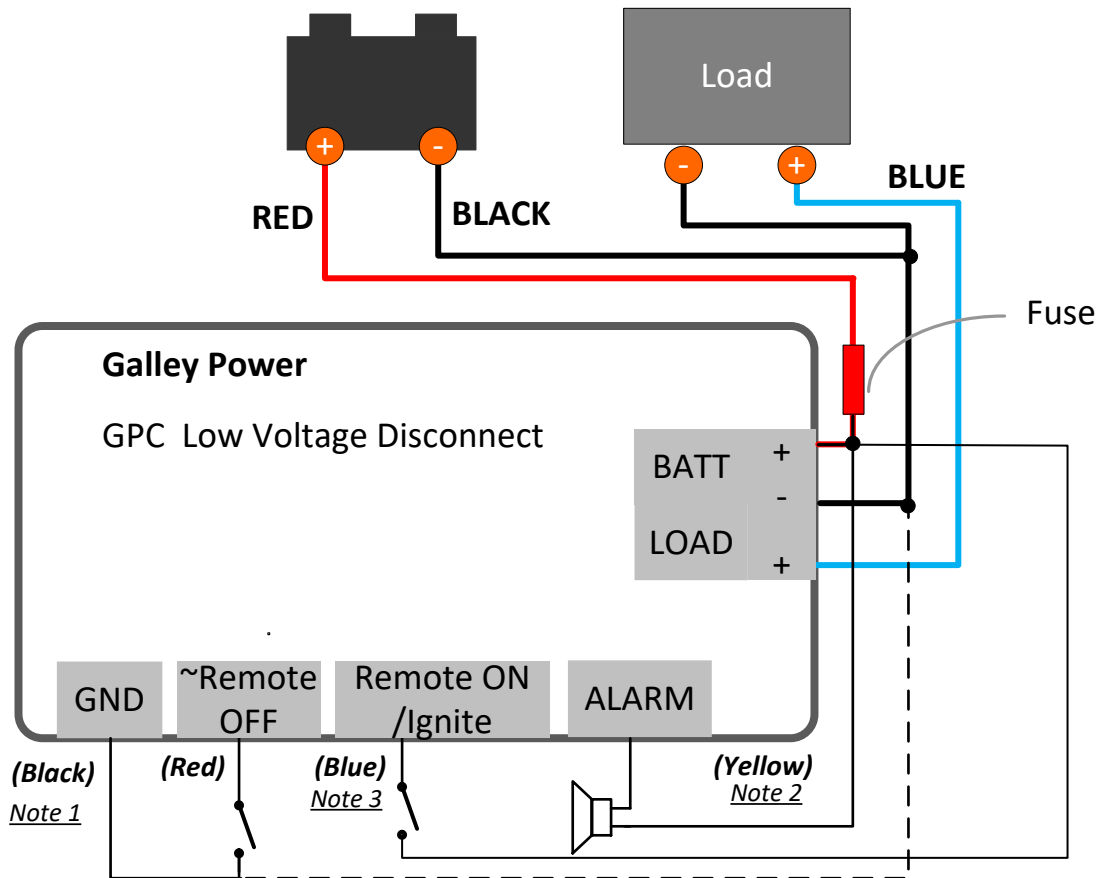 Load
+
-
-
+
BLUE
RED
BLACK
Fuse
Galley Power
GPC Low Voltage Disconnect
BATT +
-
LOAD
+
GND
~Remote
OFF
Remote ON
/Ignite
ALARM
(Black)
(Red)
(Blue)
(Yellow)
Note 1
Note 3
Note 2